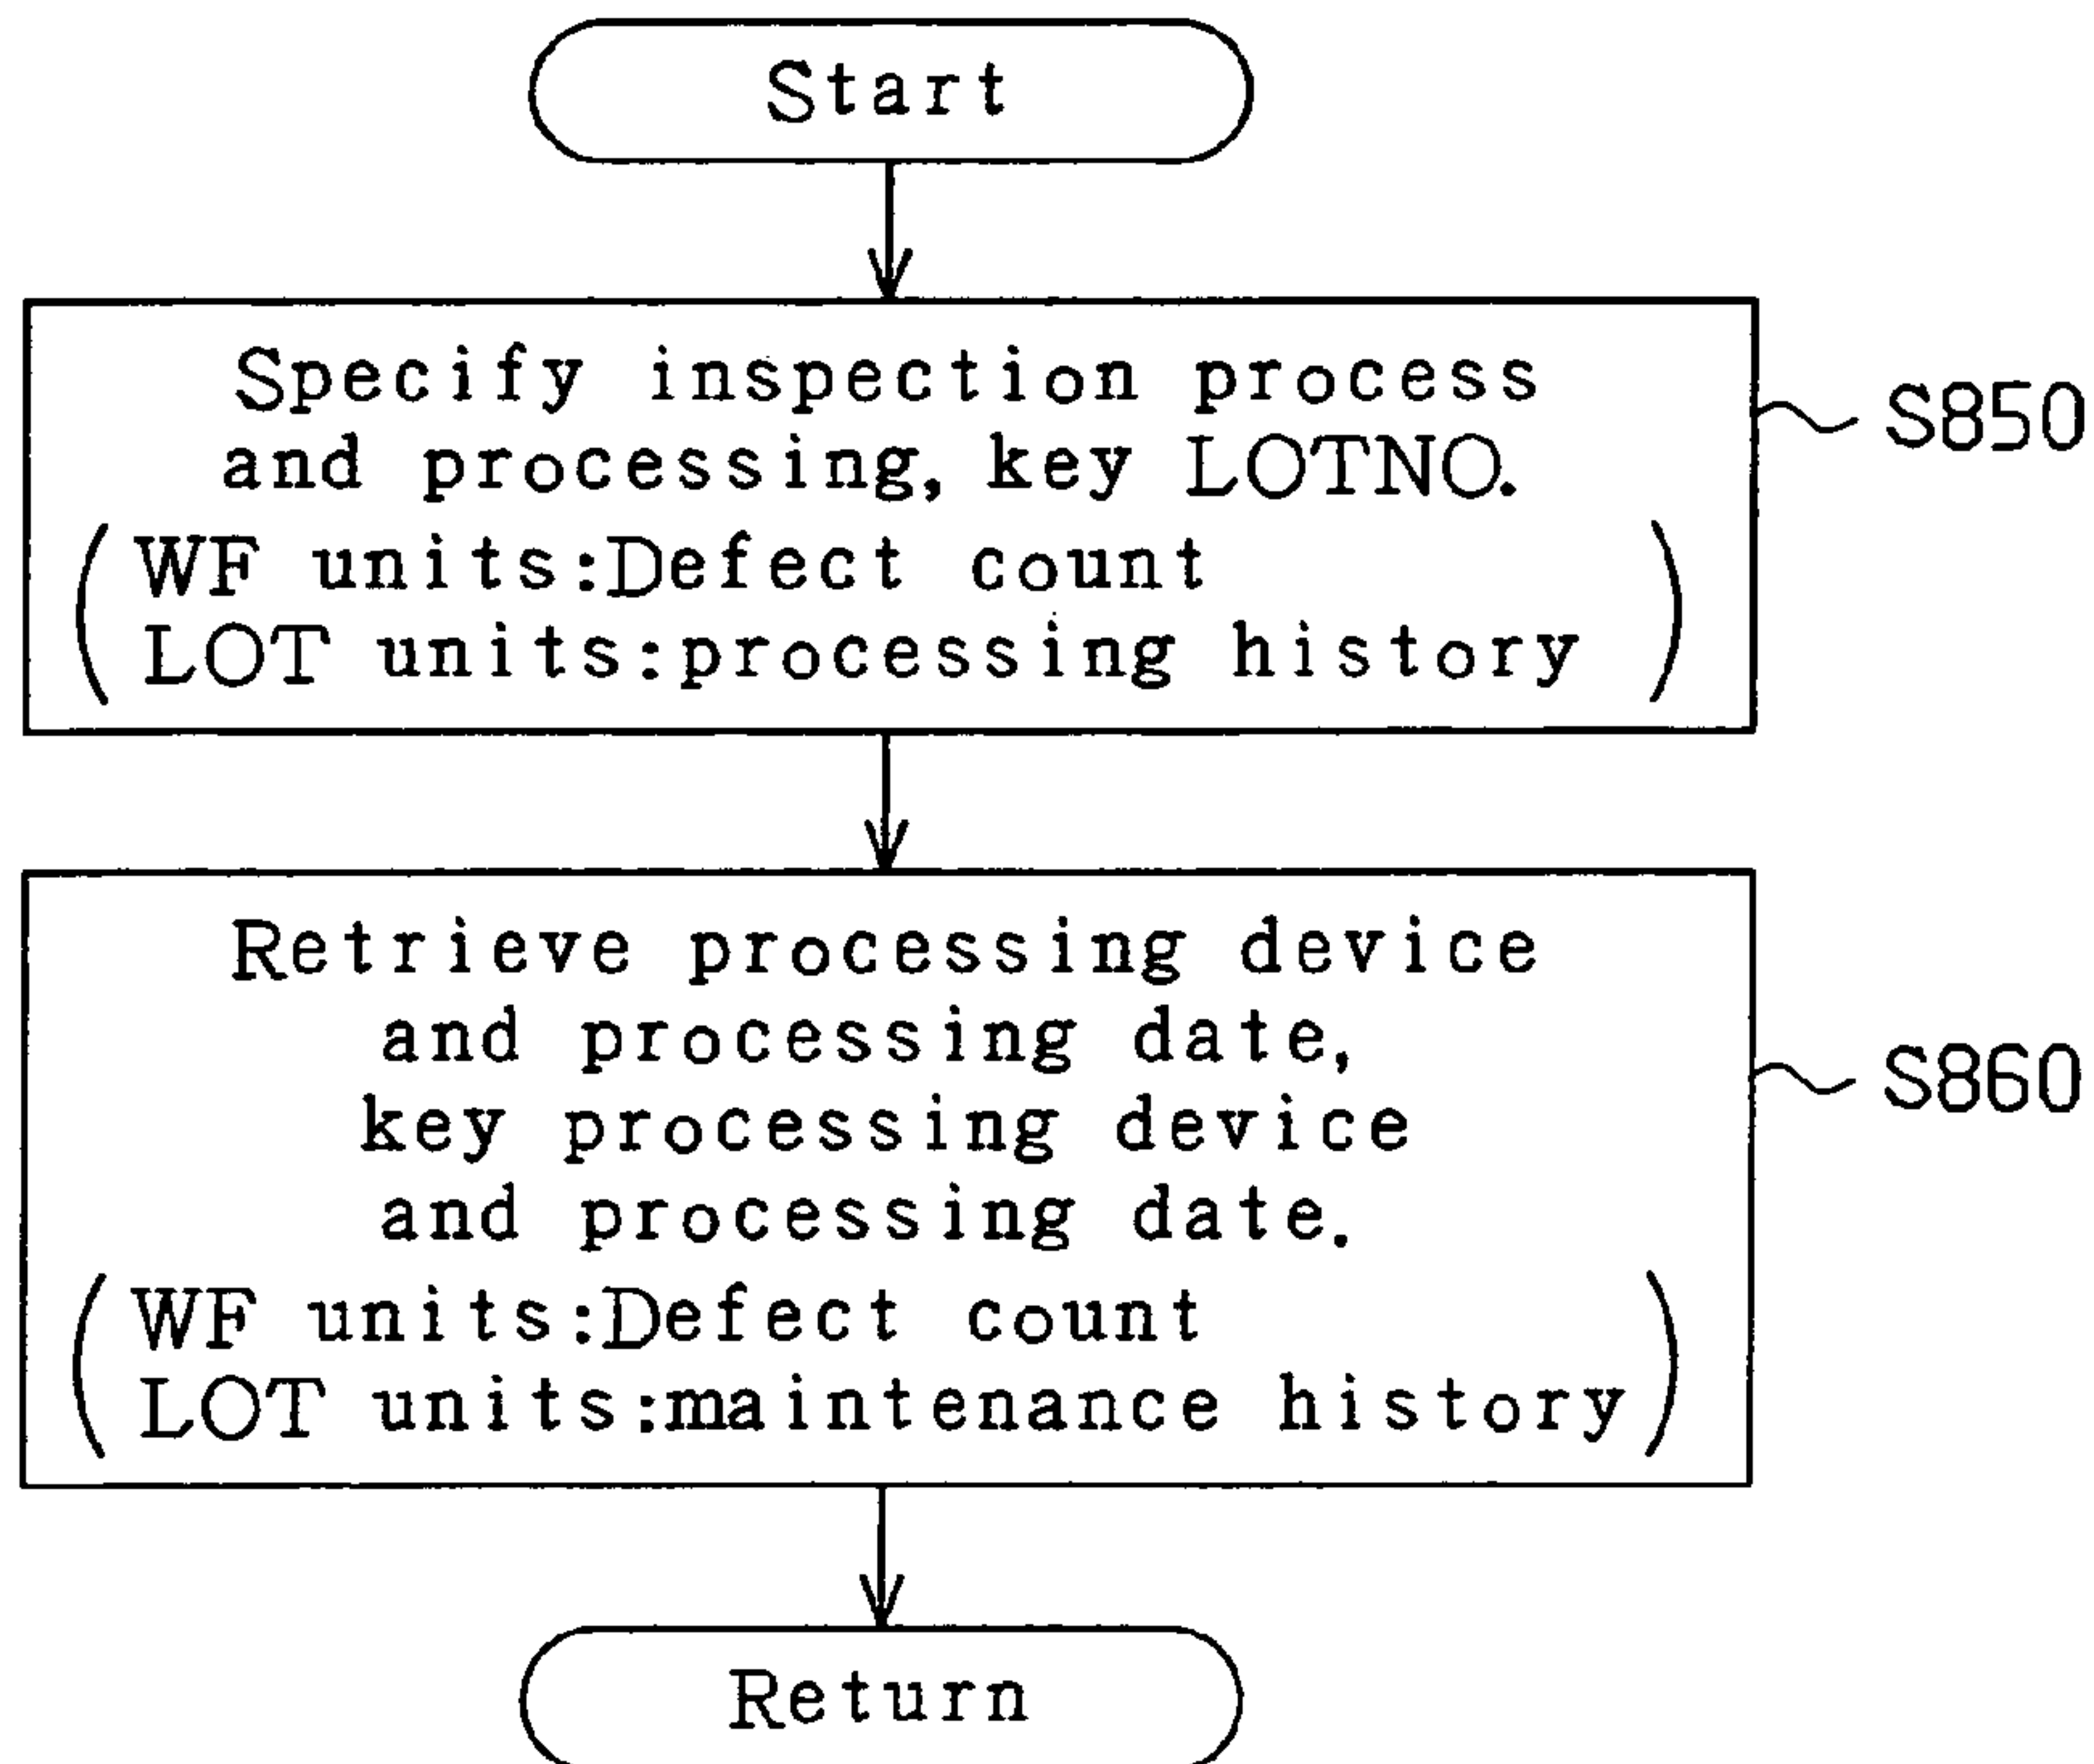 Start
Specify inspection process
and processing, key LOTNO.
WF units:Defect count
LOT units:processing history
S850
Retrieve processing device
and processing date,
key processing device
and processing date.
WF units:Defect count
LOT units:maintenance history
S860
Return